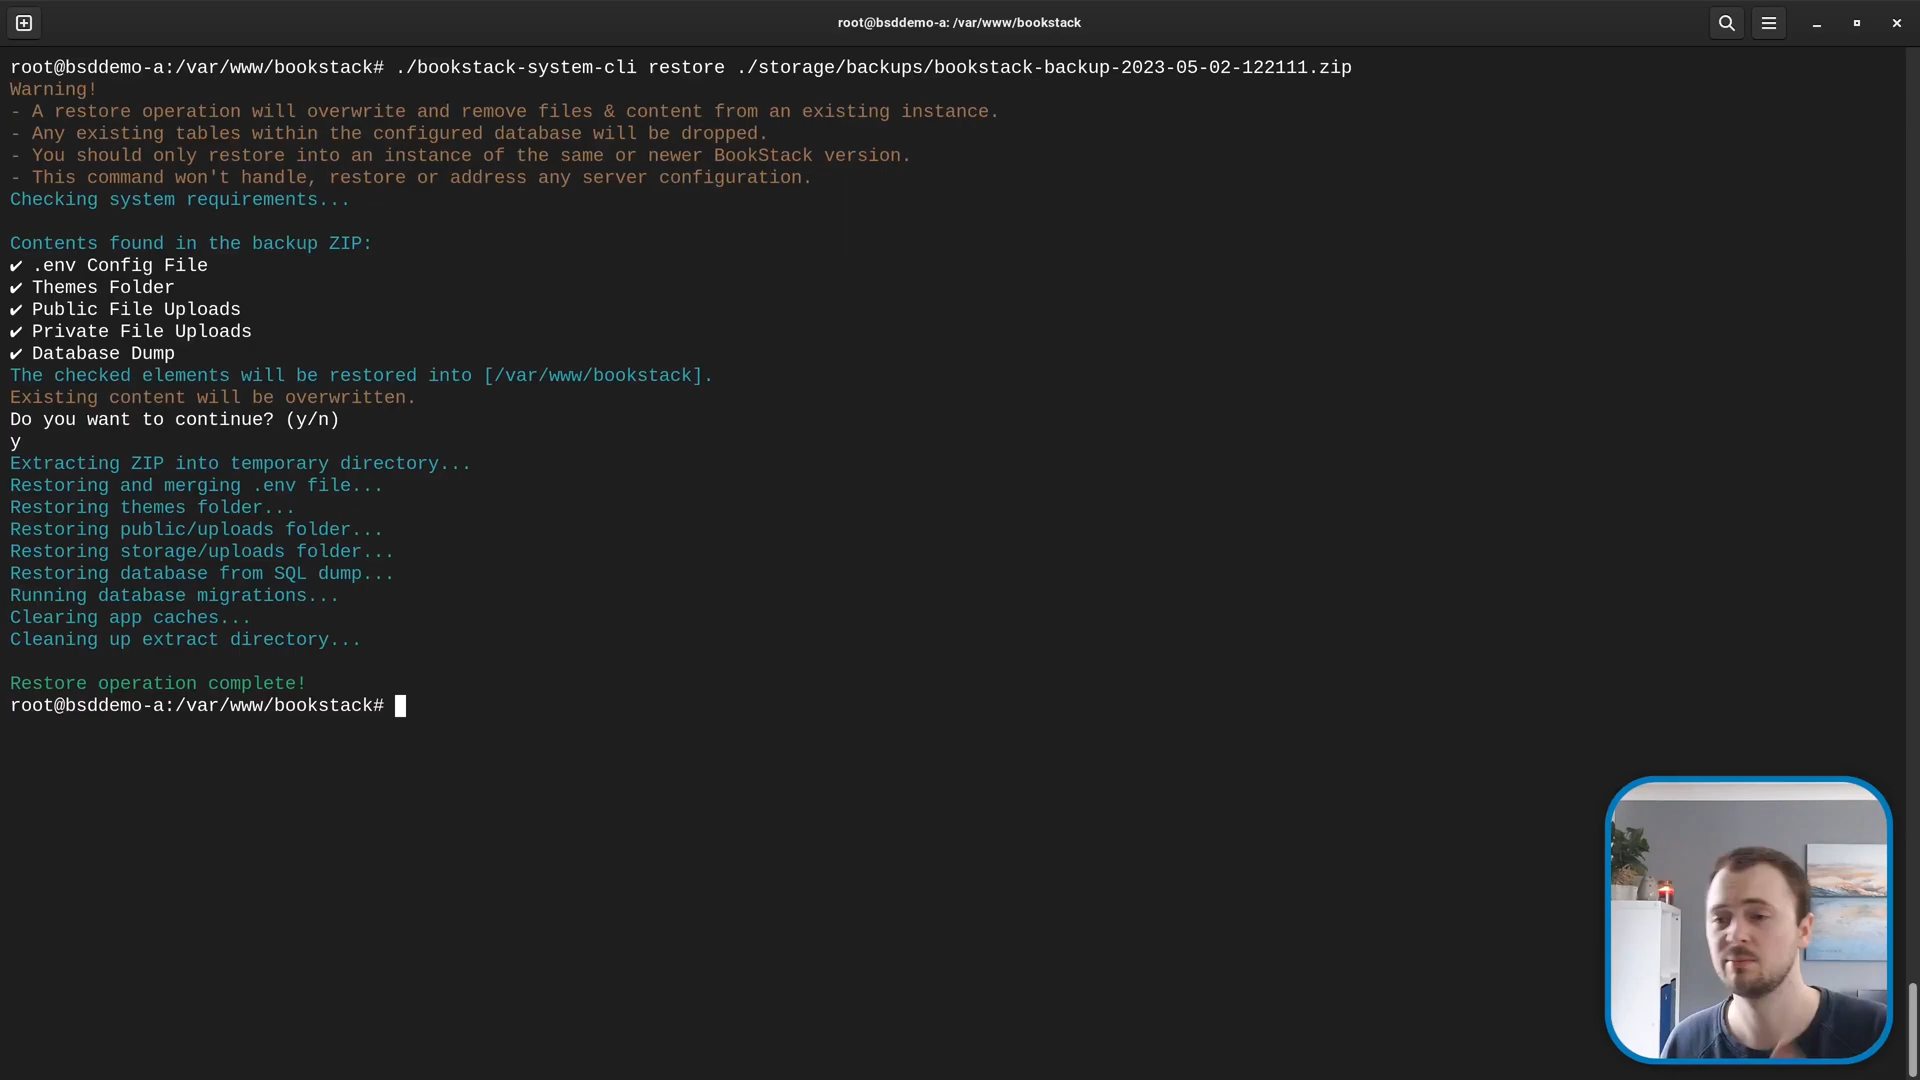 root@bsddemo-a: /var/www/bookstack
root@bsddemo-a:/var/www/bookstack# ./bookstack-system-cli restore ./storage/backups/bookstack-backup-2023-05-02-122111.zip
Warning!
- A restore operation will overwrite and remove files & content from an existing instance.
- Any existing tables within the configured database will be dropped.
- You should only restore into an instance of the same or newer BookStack version.
- This command won't handle, restore or address any server configuration.
Checking system requirements...
Contents found in the backup ZIP:
✔ .env Config File
✔ Themes Folder
✔ Public File Uploads
✔ Private File Uploads
✔ Database Dump
The checked elements will be restored into [/var/www/bookstack].
Existing content will be overwritten.
Do you want to continue? (y/n)
y
Extracting ZIP into temporary directory...
Restoring and merging .env file...
Restoring themes folder...
Restoring public/uploads folder...
Restoring storage/uploads folder...
Restoring database from SQL dump...
Running database migrations...
Clearing app caches...
Cleaning up extract directory...
Restore operation complete!
root@bsddemo-a:/var/www/bookstack#